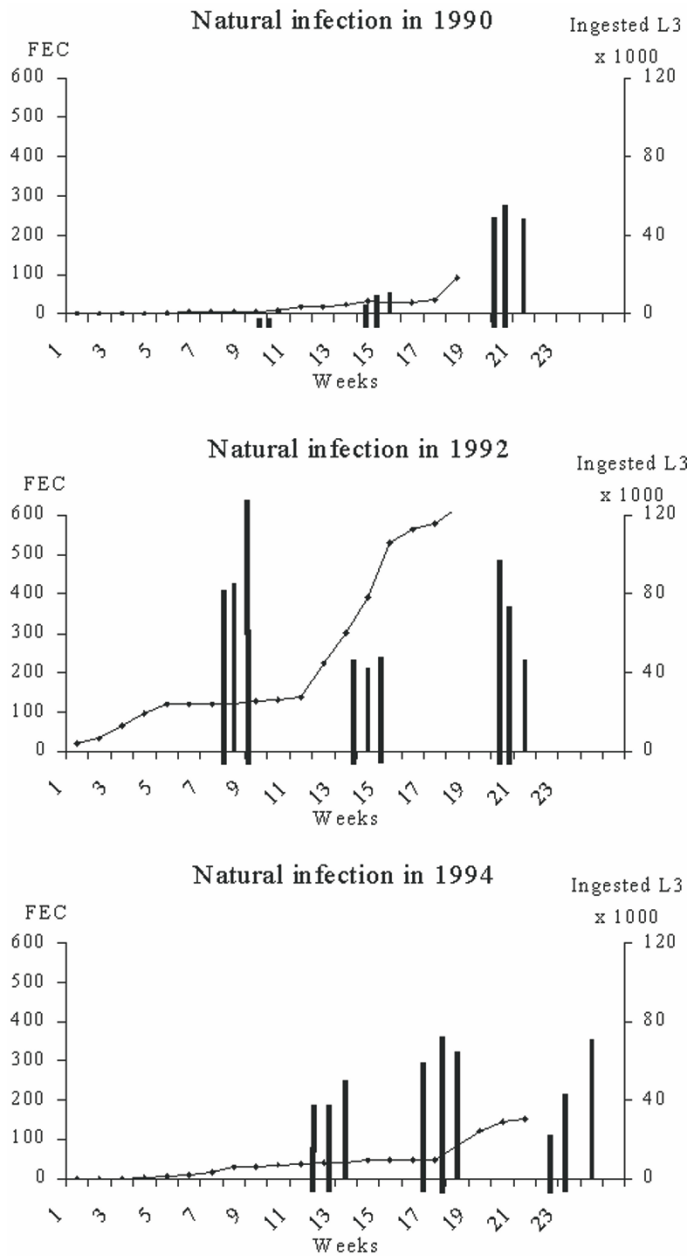 Natural infection in 1990
FEC
Ingested L3
x 1000
600 120
500
400 80
300
200 40
100
0 0
1 3 5 7 9 11 13 15 17 19 21 23
Weeks
Natural infection in 1992
FEC
Ingested L3
x 1000
600 120
500
400 80
300
200 40
100
0 0
1 3 5 7 9 11 13 15 17 19 21 23
Weeks
Natural infection in 1994
FEC
Ingested L3
x 1000
600 120
500
400 80
300
200 40
100
0 0
1 3 5 7 9 11 13 15 17 19 21 23
Weeks